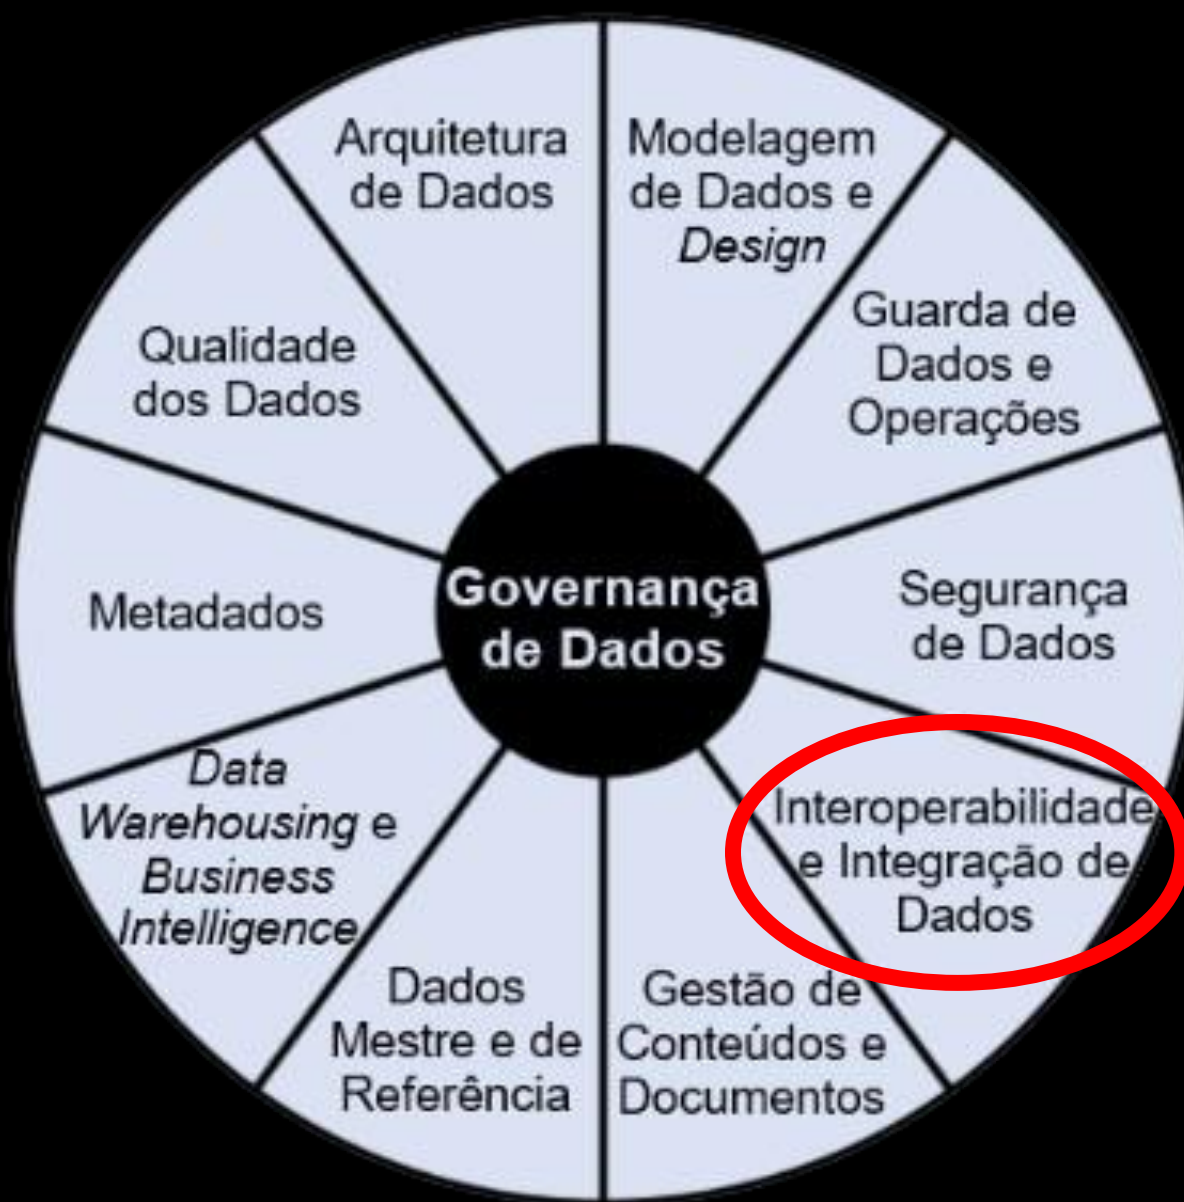 Arquitetura
de Dados
Modelagem
de Dados e
Design
Guarda de
Dados e
Operações
Segurança
de Dados
Interoperabilidade
e Integração de
Dados
Gestão de
Conteúdos e
Documentos
Dados
Mestre e de
Referência
Data
Warehousing e
Business
Intelligence
Metadados
Qualidade
dos Dados
Governança
de Dados